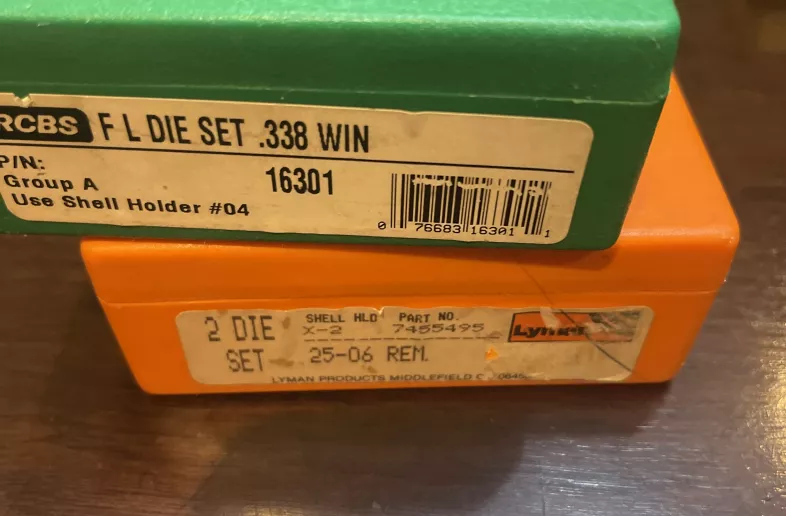 RCBS F L DIE SET .338 WIN
P/N:
Group A 16301
Use Shell Holder #04
0 76683 16301 1
2 DIE SET
SHELL HLD PART NO.
X-2 7455495
25-06 REM.
Lyman
LYMAN PRODUCTS MIDDLEFIELD